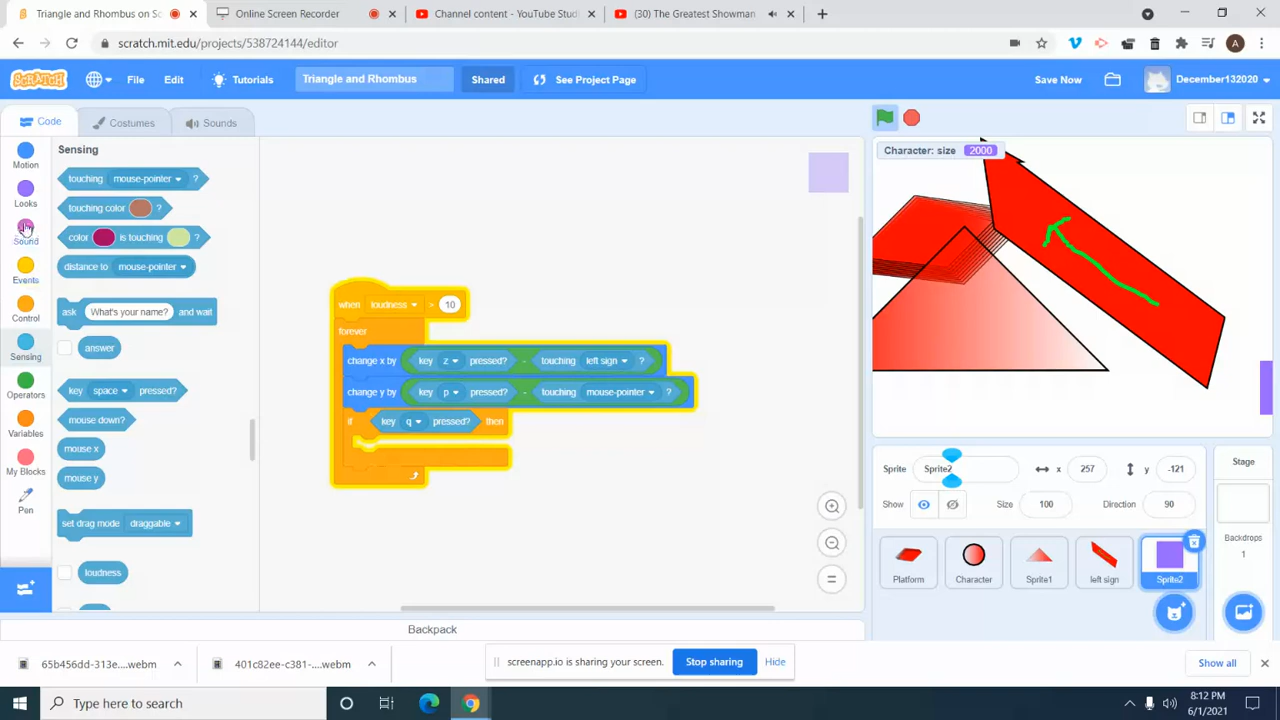 Triangle and Rhombus on S
Online Screen Recorder
Channel content - YouTube Stud
(30) The Greatest Showman
scratch.mit.edu/projects/538724144/editor
A
SCRATCH
File
Edit
Tutorials
Triangle and Rhombus
Shared
See Project Page
Save Now
December132020
Code
Costumes
Sounds
Motion
Looks
Sound
Events
Control
Sensing
Operators
Variables
My Blocks
Pen
Sensing
touching mouse-pointer ?
touching color ?
color is touching ?
distance to mouse-pointer
ask What's your name? and wait
answer
key space pressed?
mouse down?
mouse x
mouse y
set drag mode draggable
loudness
when loudness > 10
forever
change x by key z pressed? - touching left sign ?
change y by key p pressed? - touching mouse-pointer ?
if key q pressed? then
Character: size 2000
Sprite Sprite2 x 257 y -121
Show Size 100 Direction 90
Platform
Character
Sprite1
left sign
Sprite2
Stage
Backdrops
1
Backpack
65b456dd-313e....webm
401c82ee-c381-....webm
screenapp.io is sharing your screen.
Stop sharing
Hide
Show all
Type here to search
8:12 PM
6/1/2021